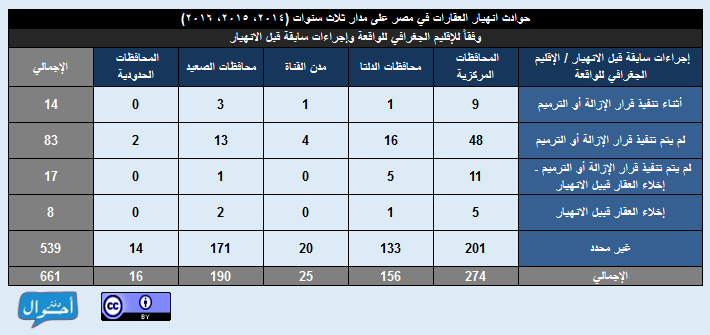 حوادث انهيار العقارات في مصر على مدار ثلاث سنوات (٢٠١٤، ٢٠١٥، ٢٠١٦)
وفقاً للإقليم الجغرافي للواقعة وإجراءات سابقة قبل الانهيار
إجراءات سابقة قبل الانهيار / الإقليم الجغرافي للواقعة المحافظات المركزية محافظات الدلتا مدن القناة محافظات الصعيد المحافظات الحدودية الإجمالي
أثناء تنفيذ قرار الإزالة أو الترميم 9 1 1 3 0 14
لم يتم تنفيذ قرار الإزالة أو الترميم 48 16 4 13 2 83
لم يتم تنفيذ قرار الإزالة أو الترميم - إخلاء العقار قبيل الانهيار 11 5 0 1 0 17
إخلاء العقار قبيل الانهيار 5 1 0 2 0 8
غير محدد 201 133 20 171 14 539
الإجمالي 274 156 25 190 16 661
دفتر أحوال
cc BY